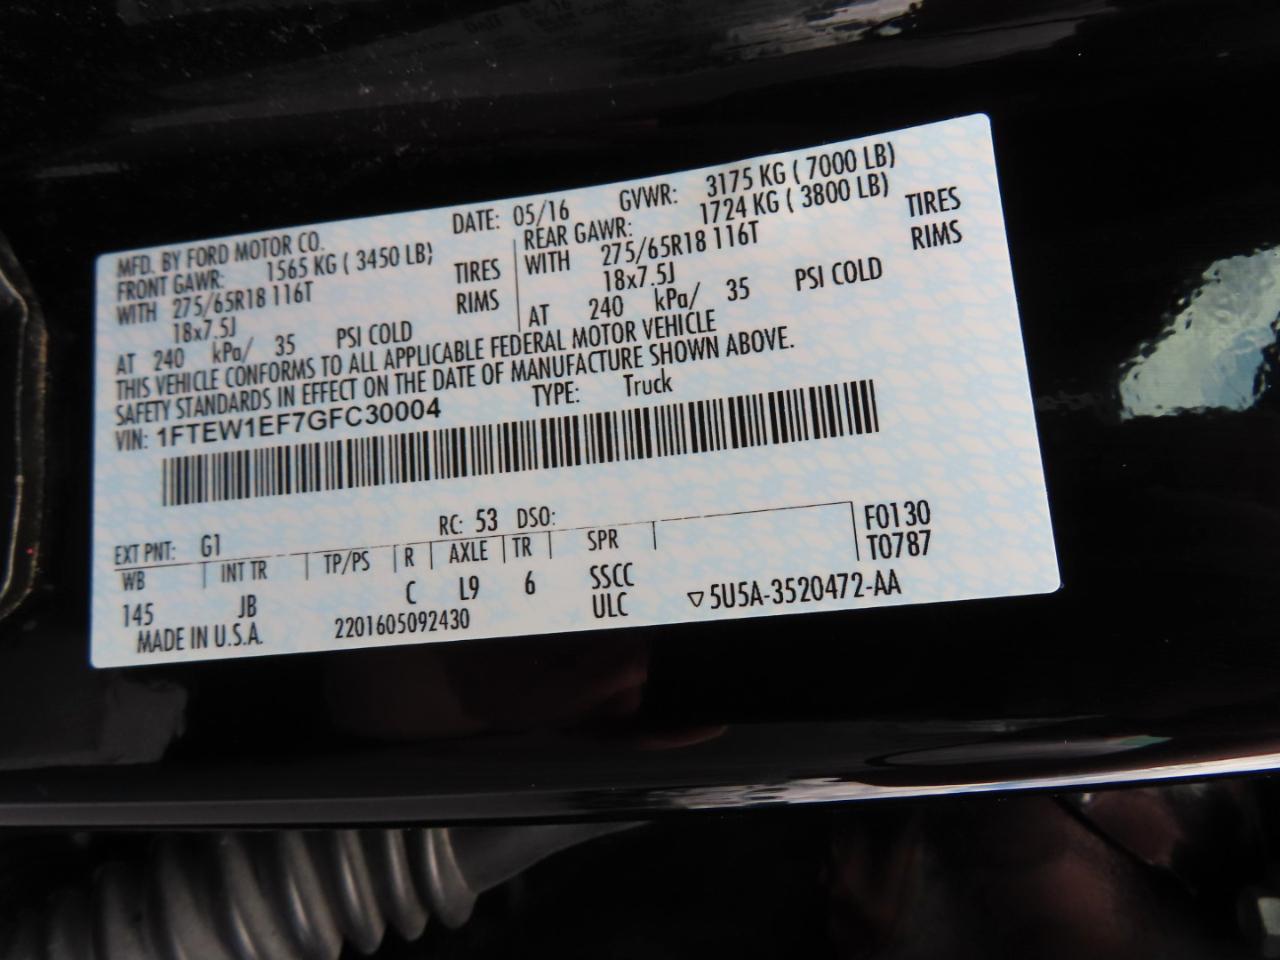 MFD. BY FORD MOTOR CO. DATE: 05/16 GVWR: 3175 KG ( 7000 LB)
FRONT GAWR: 1565 KG ( 3450 LB) REAR GAWR: 1724 KG ( 3800 LB)
WITH 275/65R18 116T TIRES WITH 275/65R18 116T TIRES
18x7.5J RIMS 18x7.5J RIMS
AT 240 kPa/ 35 PSI COLD AT 240 kPa/ 35 PSI COLD
THIS VEHICLE CONFORMS TO ALL APPLICABLE FEDERAL MOTOR VEHICLE
SAFETY STANDARDS IN EFFECT ON THE DATE OF MANUFACTURE SHOWN ABOVE.
VIN: 1FTEW1EF7GFC30004 TYPE: Truck
EXT PNT: G1 RC: 53 DSO: F0130
WB INT TR TP/PS R AXLE TR SPR T0787
145 JB C L9 6 SSCC
MADE IN U.S.A. 2201605092430 ULC ▽5U5A-3520472-AA